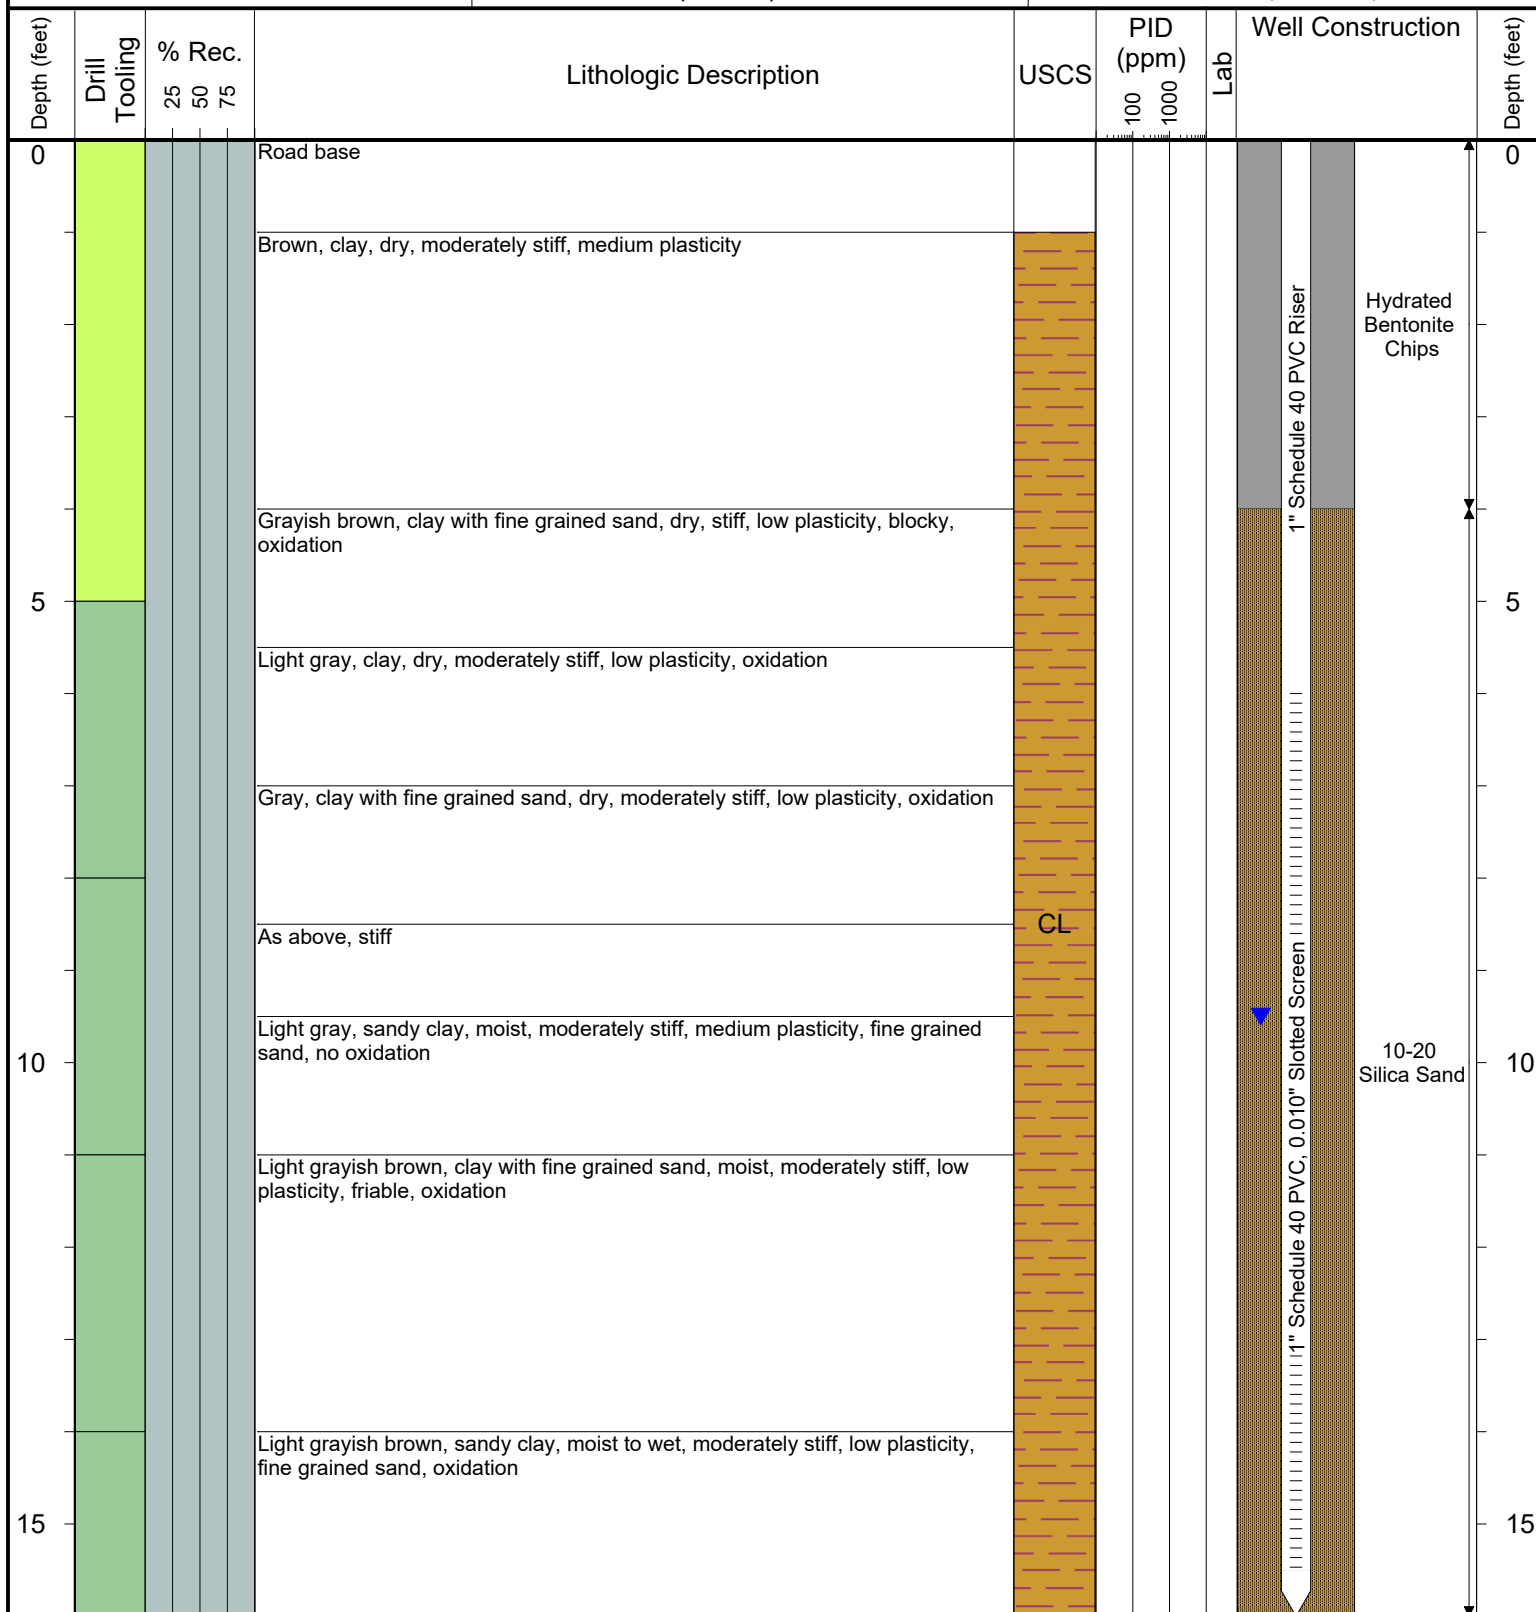 Depth (feet)
Drill
Tooling
% Rec.
25
50
75
Lithologic Description
USCS
PID
(ppm)
100
1000
Lab
Well Construction
Depth (feet)
0
Road base
0
Brown, clay, dry, moderately stiff, medium plasticity
1" Schedule 40 PVC Riser
Hydrated
Bentonite
Chips
Grayish brown, clay with fine grained sand, dry, stiff, low plasticity, blocky,
oxidation
5
5
Light gray, clay, dry, moderately stiff, low plasticity, oxidation
Gray, clay with fine grained sand, dry, moderately stiff, low plasticity, oxidation
As above, stiff
CL
Light gray, sandy clay, moist, moderately stiff, medium plasticity, fine grained
sand, no oxidation
10
1" Schedule 40 PVC, 0.010" Slotted Screen
10-20
Silica Sand
10
Light grayish brown, clay with fine grained sand, moist, moderately stiff, low
plasticity, friable, oxidation
Light grayish brown, sandy clay, moist to wet, moderately stiff, low plasticity,
fine grained sand, oxidation
15
15